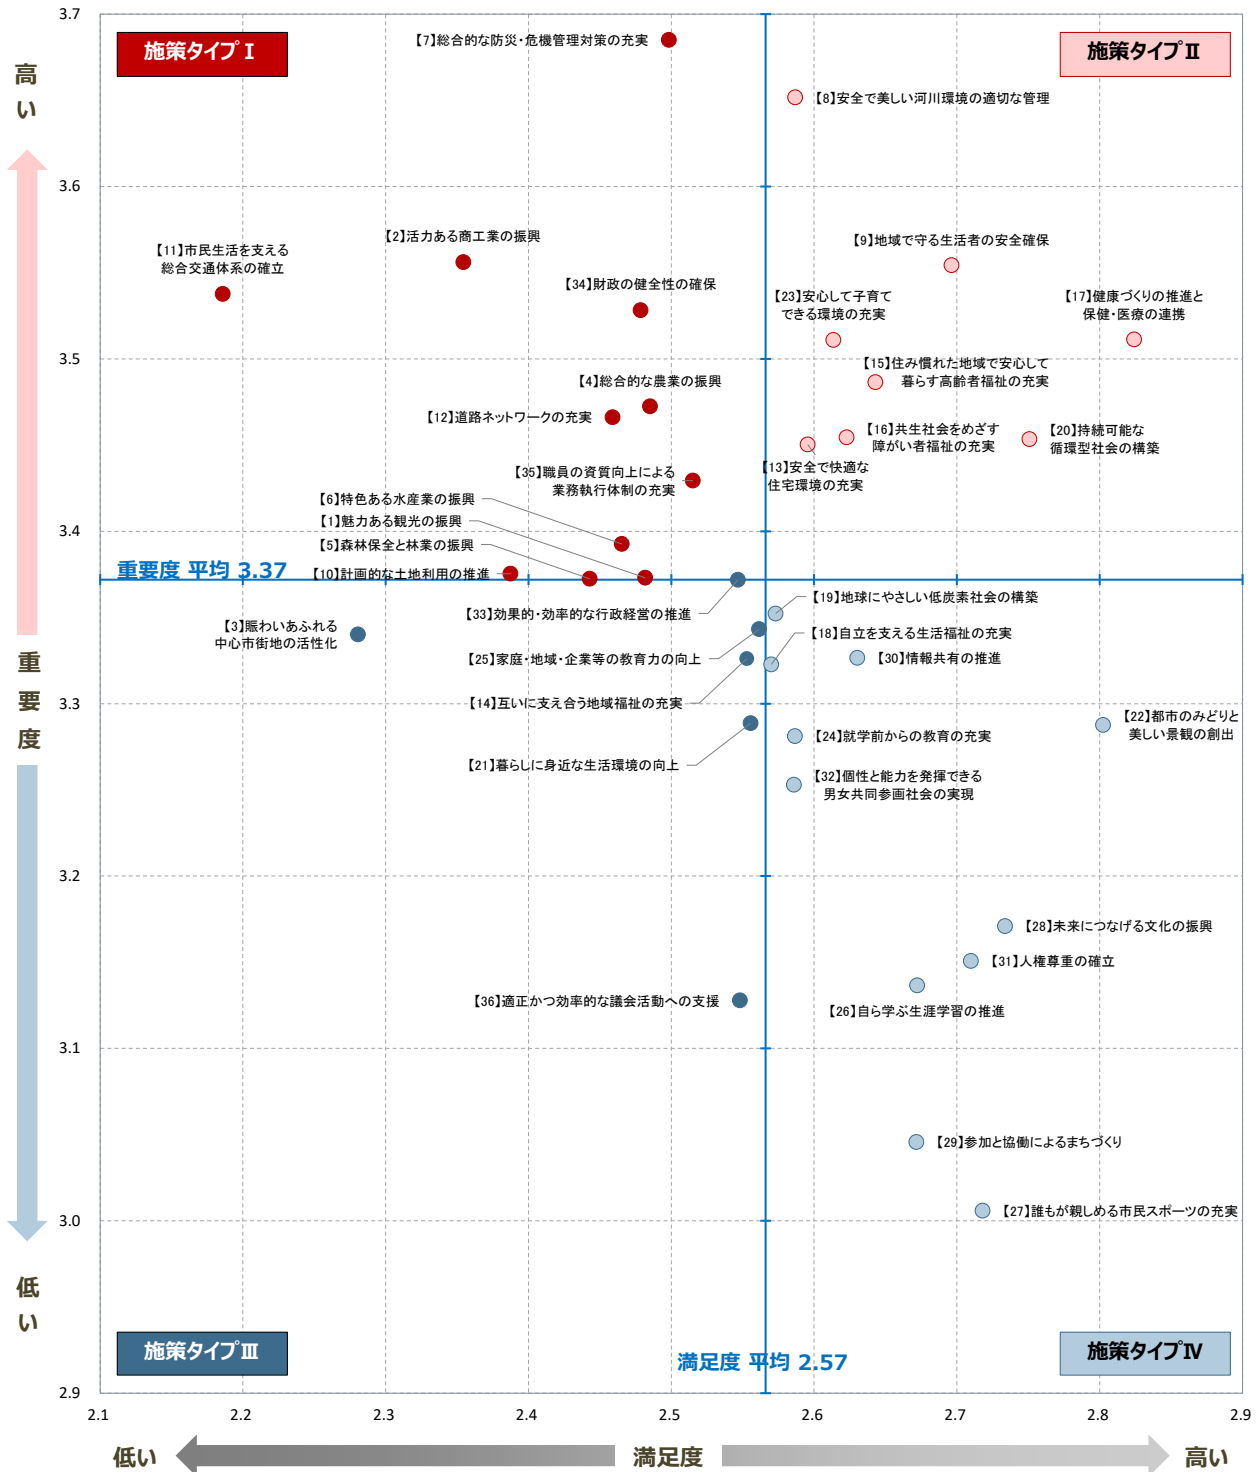 3.7
【7】総合的な防災・危機管理対策の充実
施策タイプⅠ
施策タイプⅡ
高い
【8】安全で美しい河川環境の適切な管理
3.6
【2】活力ある商工業の振興
【9】地域で守る生活者の安全確保
【11】市民生活を支える
総合交通体系の確立
【34】財政の健全性の確保
【23】安心して子育て
できる環境の充実
【17】健康づくりの推進と
保健・医療の連携
3.5
【15】住み慣れた地域で安心して
暮らす高齢者福祉の充実
【4】総合的な農業の振興
【12】道路ネットワークの充実
【16】共生社会をめざす
障がい者福祉の充実
【20】持続可能な
循環型社会の構築
【13】安全で快適な
住宅環境の充実
【35】職員の資質向上による
業務執行体制の充実
【6】特色ある水産業の振興
【1】魅力ある観光の振興
3.4
【5】森林保全と林業の振興
重要度 平均 3.37
【10】計画的な土地利用の推進
【19】地球にやさしい低炭素社会の構築
【33】効果的・効率的な行政経営の推進
【3】賑わいあふれる
中心市街地の活性化
【18】自立を支える生活福祉の充実
【25】家庭・地域・企業等の教育力の向上
【30】情報共有の推進
重要度
3.3
【14】互いに支え合う地域福祉の充実
【22】都市のみどりと
美しい景観の創出
【24】就学前からの教育の充実
【21】暮らしに身近な生活環境の向上
【32】個性と能力を発揮できる
男女共同参画社会の実現
3.2
【28】未来につなげる文化の振興
【31】人権尊重の確立
【36】適正かつ効率的な議会活動への支援
【26】自ら学ぶ生涯学習の推進
3.1
【29】参加と協働によるまちづくり
3.0
【27】誰もが親しめる市民スポーツの充実
低い
施策タイプⅢ
満足度 平均 2.57
施策タイプⅣ
2.9
2.1 2.2 2.3 2.4 2.5 2.6 2.7 2.8 2.9
低い 満足度 高い